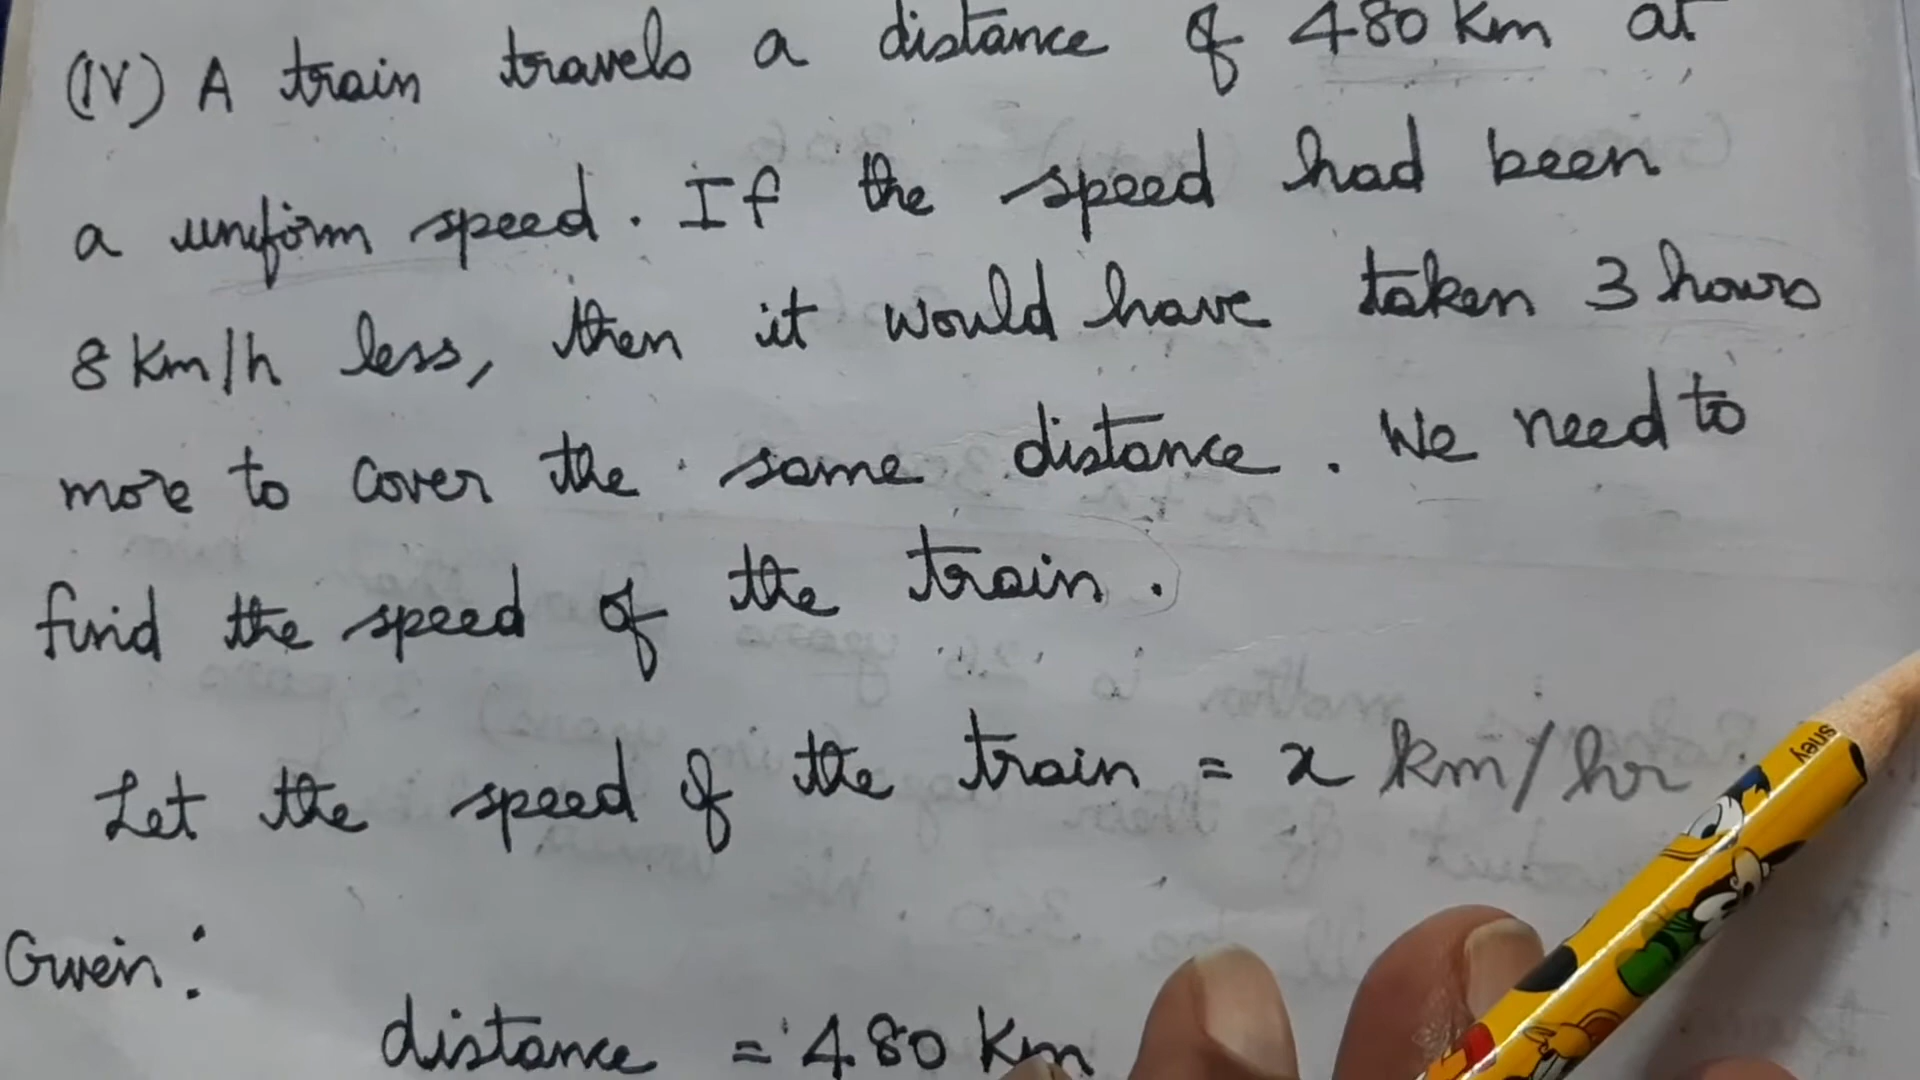 (IV) A train travels a distance of 480 km at
a uniform speed. If the speed had been
8 km/h less, then it would have taken 3 hours
more to cover the same distance. We need to
find the speed of the train.
Let the speed of the train = x km/hr
Given:
distance = 480 km
sney